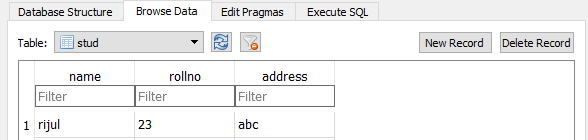 Database Structure Browse Data Edit Pragmas Execute SQL
Table: stud New Record Delete Record
name rollno address
Filter Filter Filter
1 rijul 23 abc